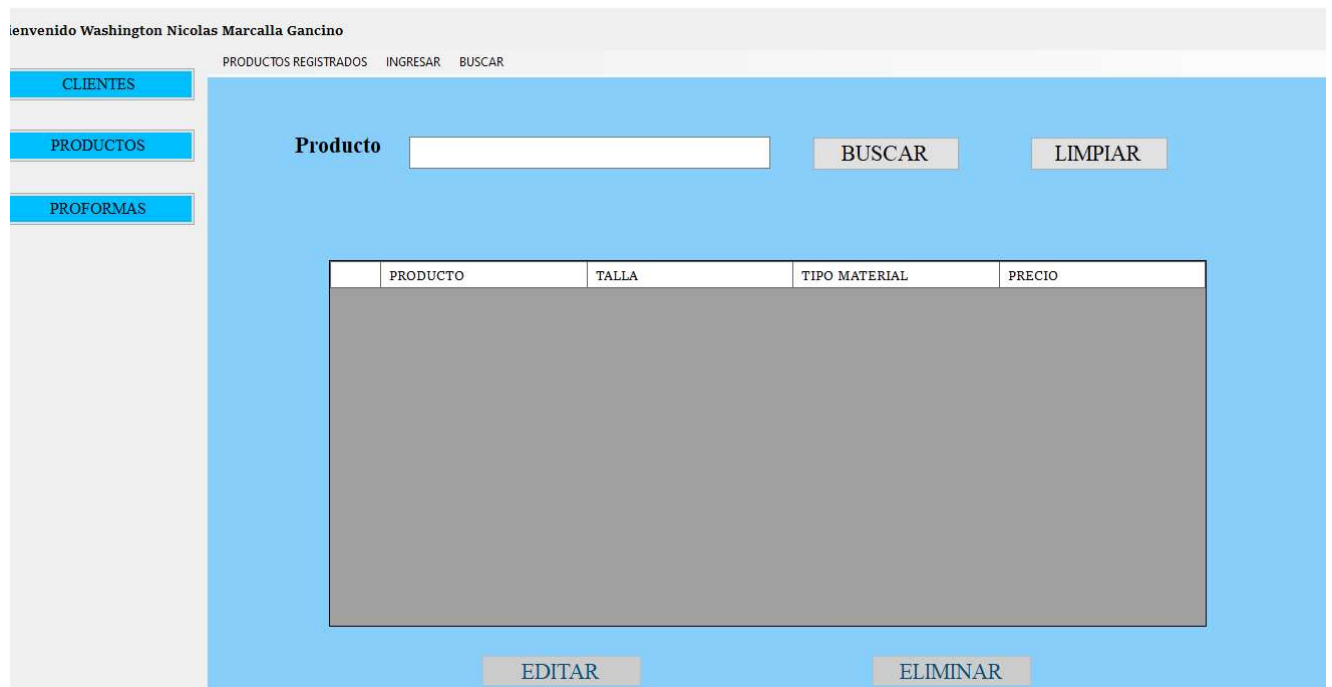 ienvenido Washington Nicolas Marcalla Gancino
PRODUCTOS REGISTRADOS INGRESAR BUSCAR
CLIENTES
PRODUCTOS
PROFORMAS
Producto BUSCAR LIMPIAR
PRODUCTO TALLA TIPO MATERIAL PRECIO
EDITAR ELIMINAR